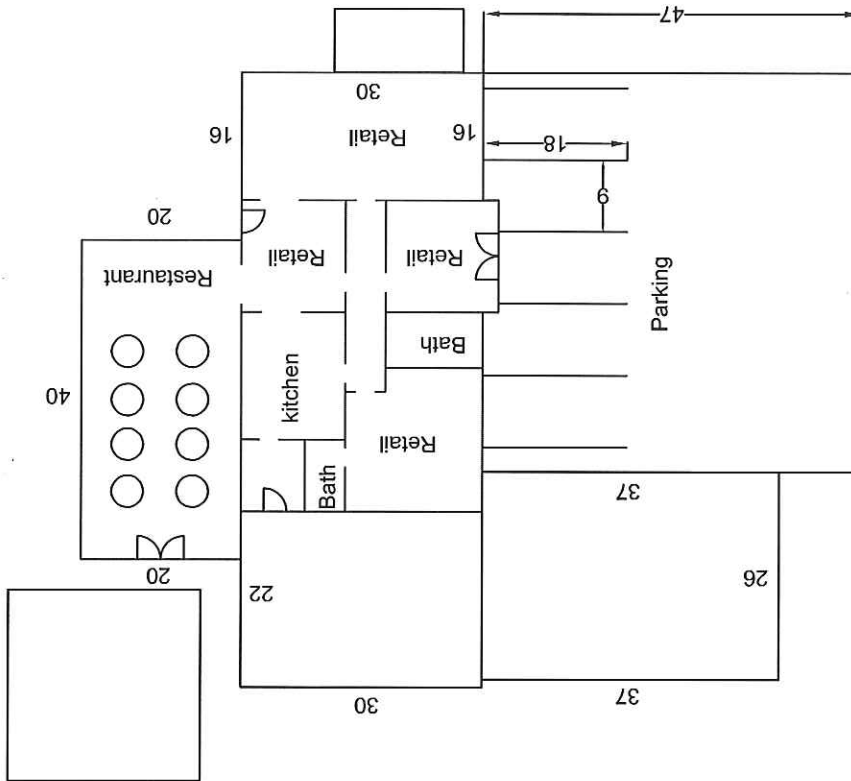 47
30
16
Retail
16
18
9
20
Restaurant
Retail
Retail
Parking
Bath
kitchen
40
Retail
Bath
37
20
22
26
30
37